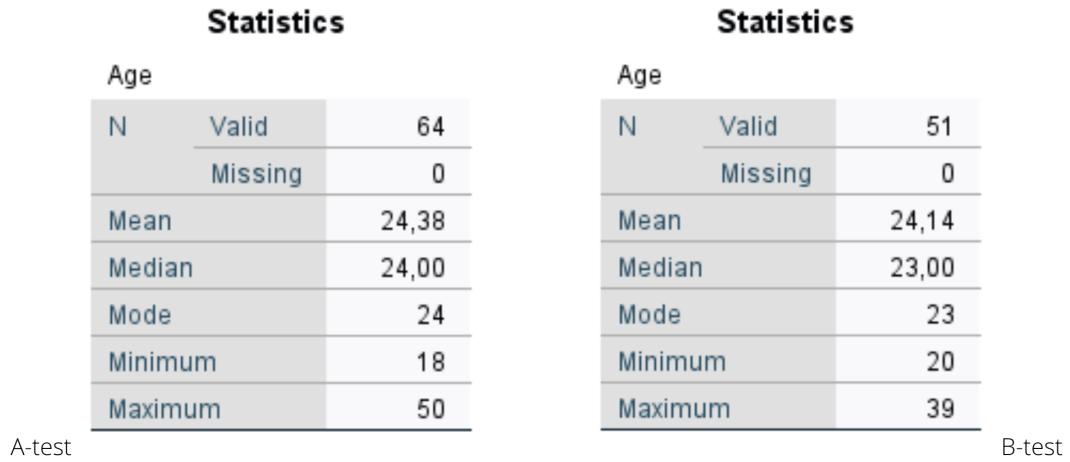 Statistics
Age
N Valid 64
Missing 0
Mean 24,38
Median 24,00
Mode 24
Minimum 18
Maximum 50
A-test
Statistics
Age
N Valid 51
Missing 0
Mean 24,14
Median 23,00
Mode 23
Minimum 20
Maximum 39
B-test